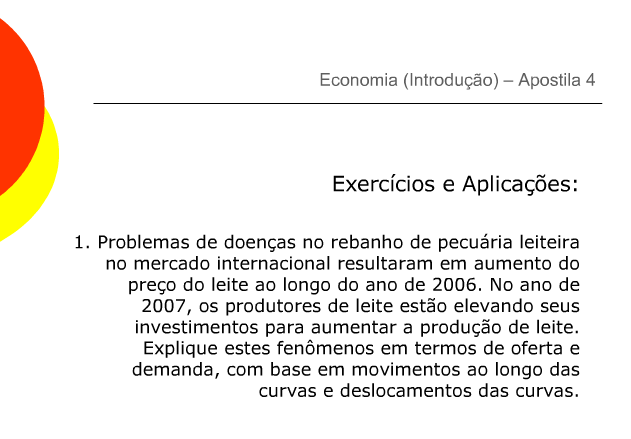 Economia (Introdução) – Apostila 4
Exercícios e Aplicações:
1. Problemas de doenças no rebanho de pecuária leiteira
no mercado internacional resultaram em aumento do
preço do leite ao longo do ano de 2006. No ano de
2007, os produtores de leite estão elevando seus
investimentos para aumentar a produção de leite.
Explique estes fenômenos em termos de oferta e
demanda, com base em movimentos ao longo das
curvas e deslocamentos das curvas.